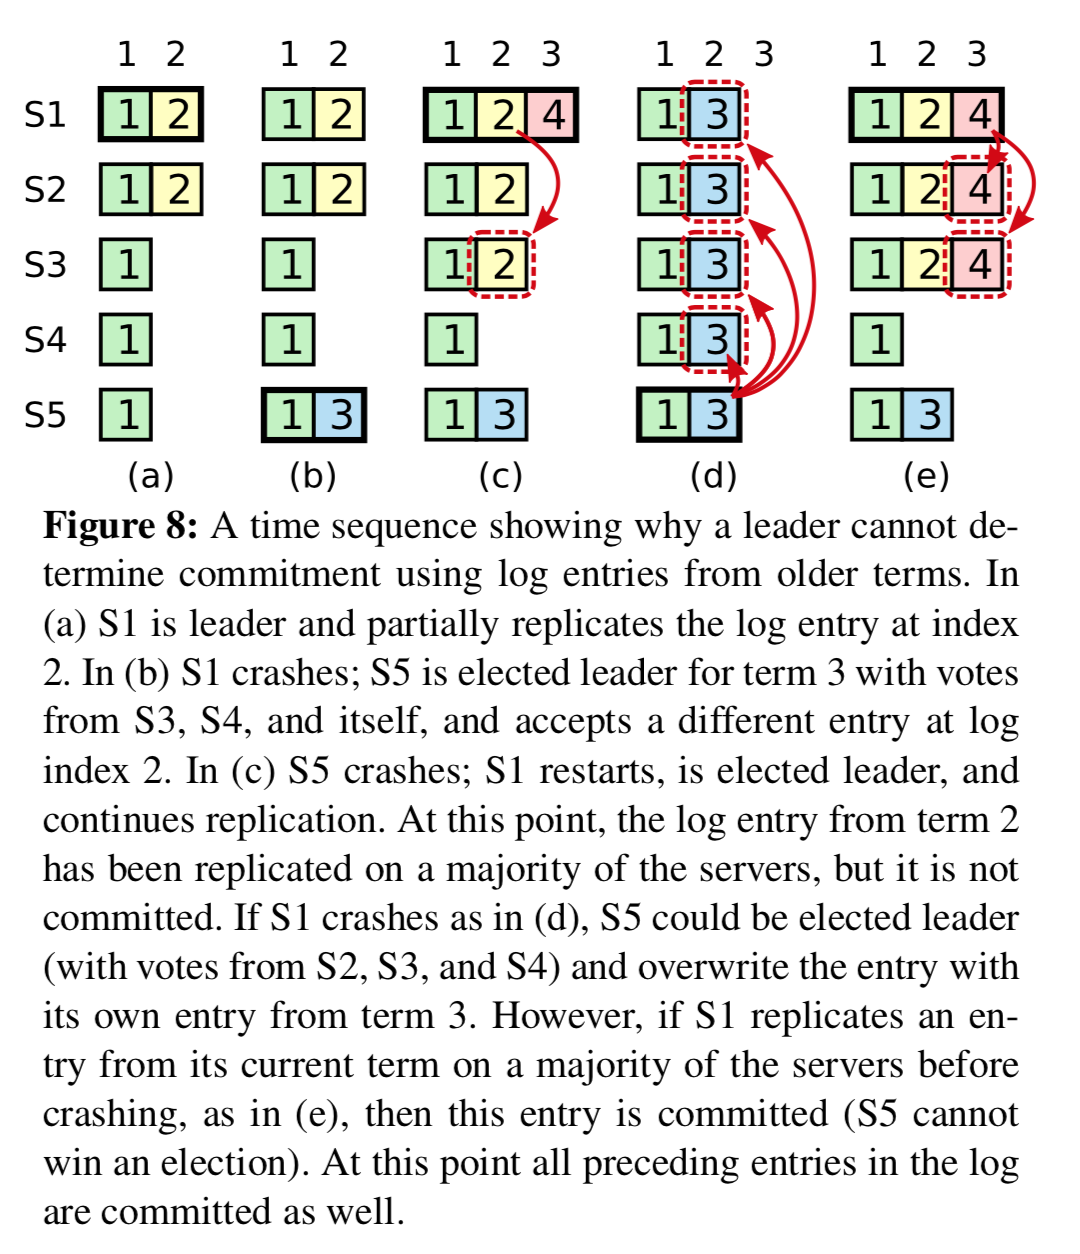 1 2 1 2 1 2 3 1 2 3 1 2 3
S1 1 2 1 2 1 2 4 1 3 1 2 4
S2 1 2 1 2 1 2 1 3 1 2 4
S3 1 1 1 2 1 3 1 2 4
S4 1 1 1 1 3 1
S5 1 1 3 1 3 1 3 1 3
(a) (b) (c) (d) (e)
Figure 8: A time sequence showing why a leader cannot de-
termine commitment using log entries from older terms. In
(a) S1 is leader and partially replicates the log entry at index
2. In (b) S1 crashes; S5 is elected leader for term 3 with votes
from S3, S4, and itself, and accepts a different entry at log
index 2. In (c) S5 crashes; S1 restarts, is elected leader, and
continues replication. At this point, the log entry from term 2
has been replicated on a majority of the servers, but it is not
committed. If S1 crashes as in (d), S5 could be elected leader
(with votes from S2, S3, and S4) and overwrite the entry with
its own entry from term 3. However, if S1 replicates an en-
try from its current term on a majority of the servers before
crashing, as in (e), then this entry is committed (S5 cannot
win an election). At this point all preceding entries in the log
are committed as well.